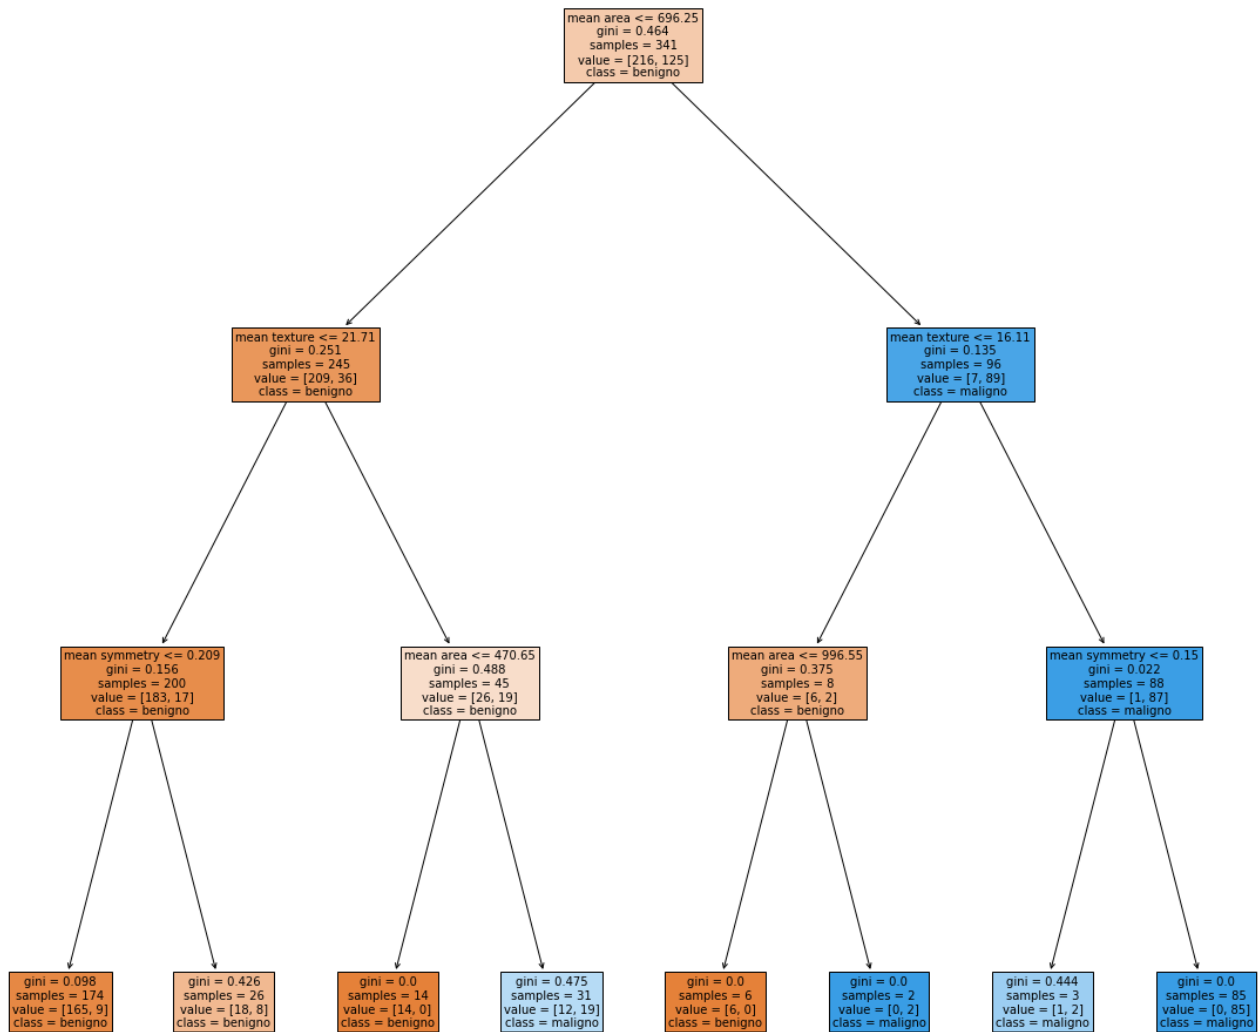 mean area <= 696.25
gini = 0.464
samples = 341
value = [216, 125]
class = benigno
mean texture <= 21.71
gini = 0.251
samples = 245
value = [209, 36]
class = benigno
mean texture <= 16.11
gini = 0.135
samples = 96
value = [7, 89]
class = maligno
mean symmetry <= 0.209
gini = 0.156
samples = 200
value = [183, 17]
class = benigno
mean area <= 470.65
gini = 0.488
samples = 45
value = [26, 19]
class = benigno
mean area <= 996.55
gini = 0.375
samples = 8
value = [6, 2]
class = benigno
mean symmetry <= 0.15
gini = 0.022
samples = 88
value = [1, 87]
class = maligno
gini = 0.098
samples = 174
value = [165, 9]
class = benigno
gini = 0.426
samples = 26
value = [18, 8]
class = benigno
gini = 0.0
samples = 14
value = [14, 0]
class = benigno
gini = 0.475
samples = 31
value = [12, 19]
class = maligno
gini = 0.0
samples = 6
value = [6, 0]
class = benigno
gini = 0.0
samples = 2
value = [0, 2]
class = maligno
gini = 0.444
samples = 3
value = [1, 2]
class = maligno
gini = 0.0
samples = 85
value = [0, 85]
class = maligno